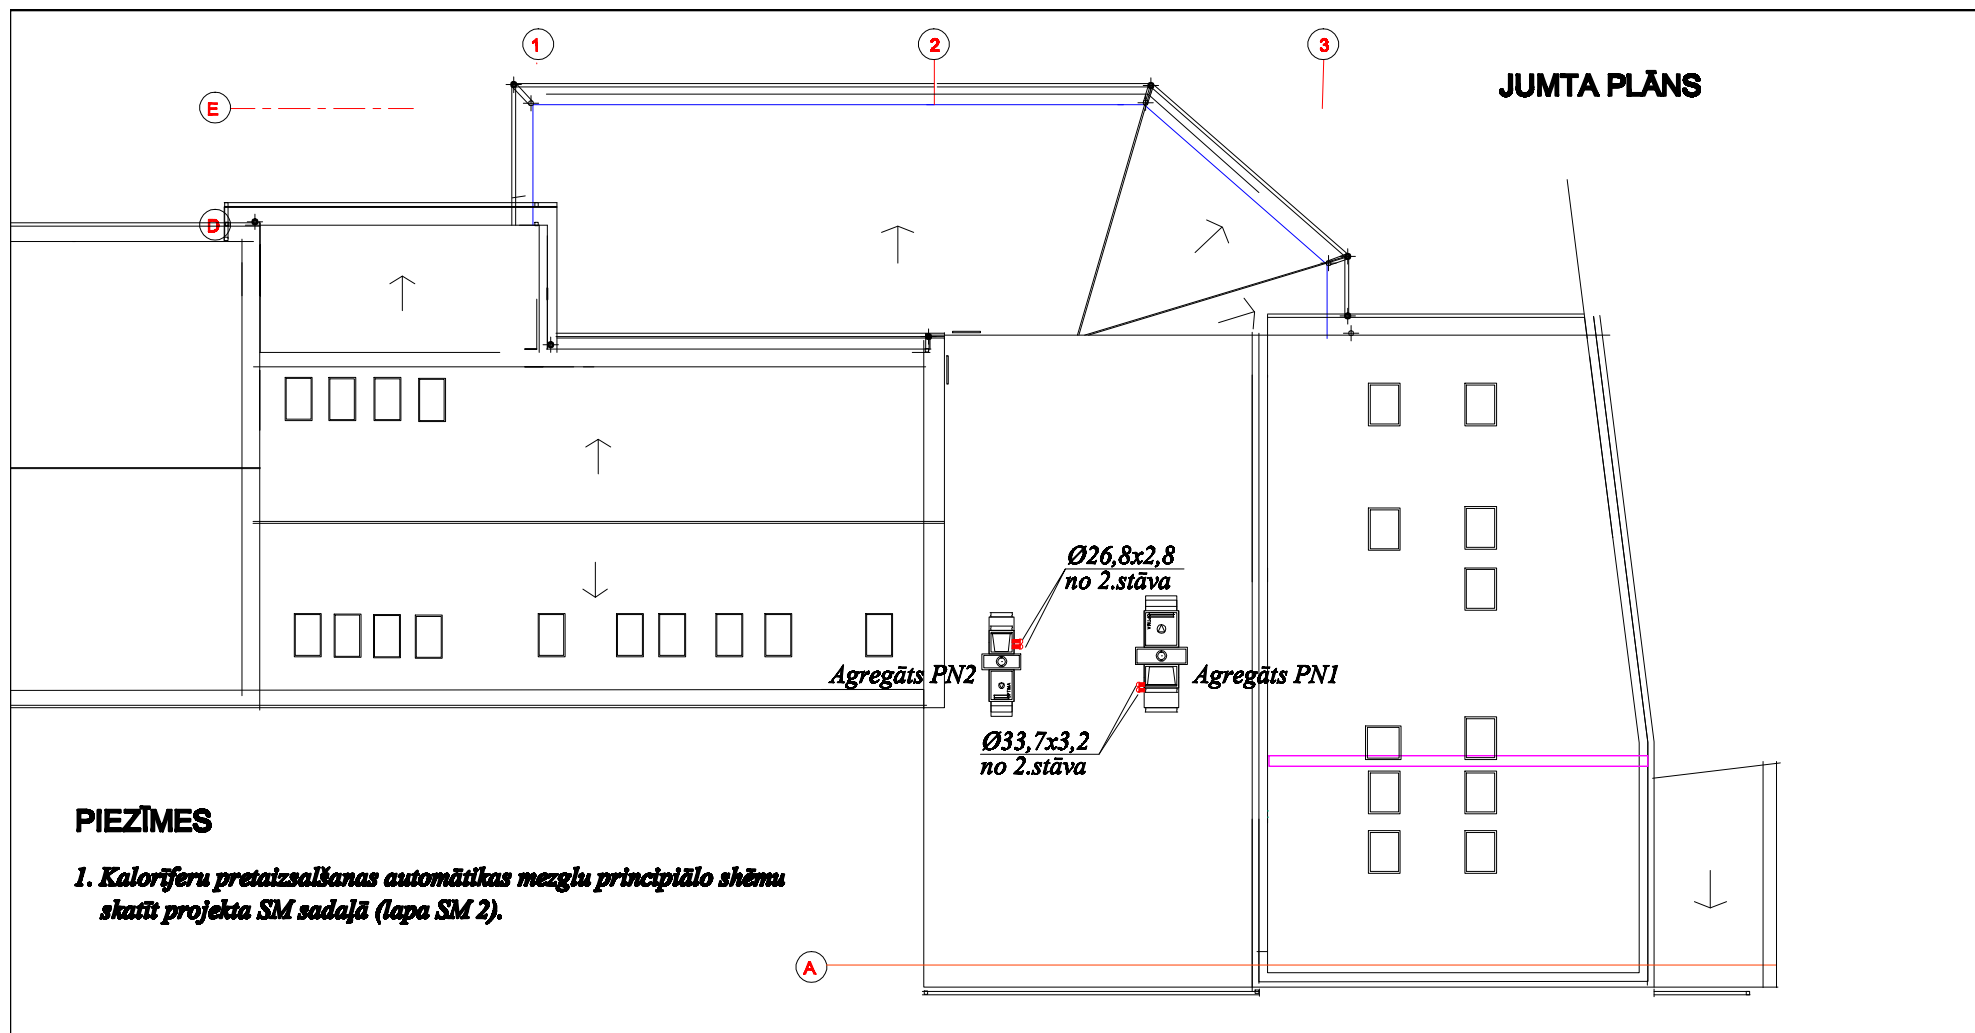 1
2
3
JUMTA PLĀNS
E
D
Ø26,8x2,8
no 2.stāva
Agregāts PN2
Agregāts PN1
Ø33,7x3,2
no 2.stāva
PIEZĪMES
1. Kalorīferu pretaizsalšanas automātikas mezglu principiālo shēmu
skatīt projekta SM sadaļā (lapa SM 2).
A